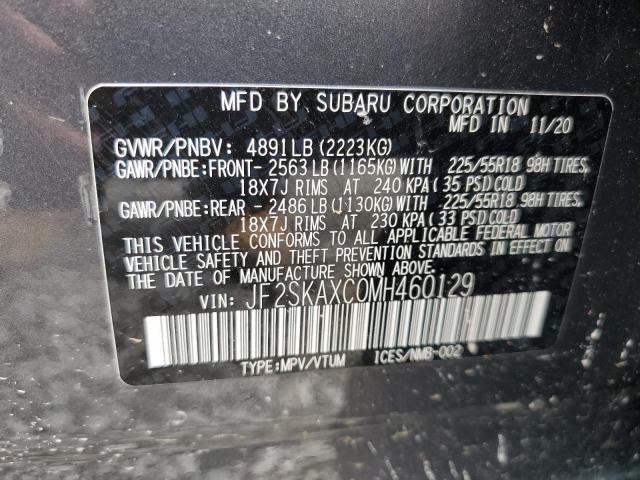 MFD BY SUBARU CORPORATION
MFD IN 11/20
GVWR/PNBV: 4891LB(2223KG)
GAWR/PNBE:FRONT- 2563LB(1165KG)WITH 225/55R18 98H TIRES,
18X7J RIMS AT 240 KPA(35 PSI)COLD
GAWR/PNBE:REAR - 2486LB(1130KG)WITH 225/55R18 98H TIRES,
18X7J RIMS AT 230 KPA(33 PSI)COLD
THIS VEHICLE CONFORMS TO ALL APPLICABLE FEDERAL MOTOR
VEHICLE SAFETY AND THEFT PREVENTION STANDARDS IN EFFECT ON
THE DATE OF MANUFACTURE SHOWN ABOVE.
VIN: JF2SKAXC0MH460129
TYPE:MPV/VTUM ICES/NMB-002